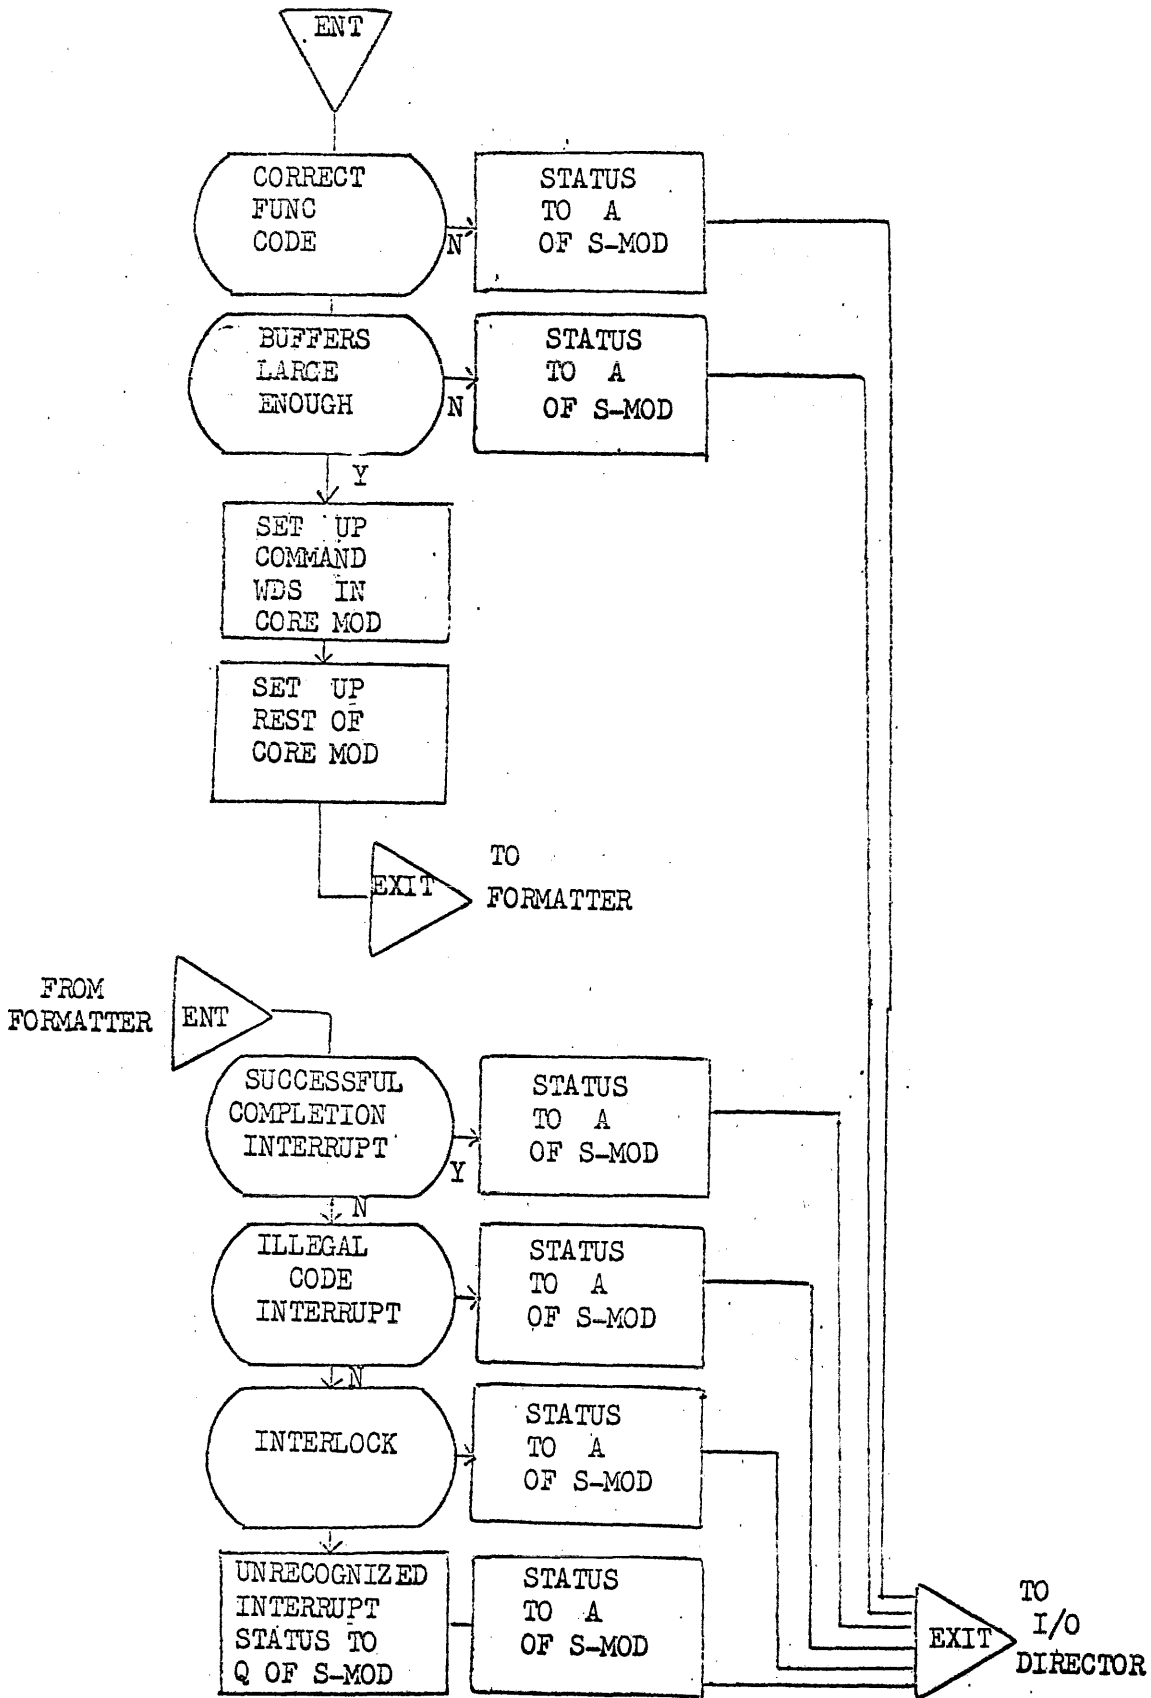 ENT
CORRECT
FUNC
CODE
N
STATUS
TO A
OF S-MOD
BUFFERS
LARGE
ENOUGH
N
STATUS
TO A
OF S-MOD
Y
SET UP
COMMAND
WDS IN
CORE MOD
SET UP
REST OF
CORE MOD
EXIT
TO
FORMATTER
FROM
FORMATTER
ENT
SUCCESSFUL
COMPLETION
INTERRUPT
Y
STATUS
TO A
OF S-MOD
N
ILLEGAL
CODE
INTERRUPT
STATUS
TO A
OF S-MOD
N
INTERLOCK
STATUS
TO A
OF S-MOD
UNRECOGNIZED
INTERRUPT
STATUS TO
Q OF S-MOD
STATUS
TO A
OF S-MOD
EXIT
TO
I/O
DIRECTOR